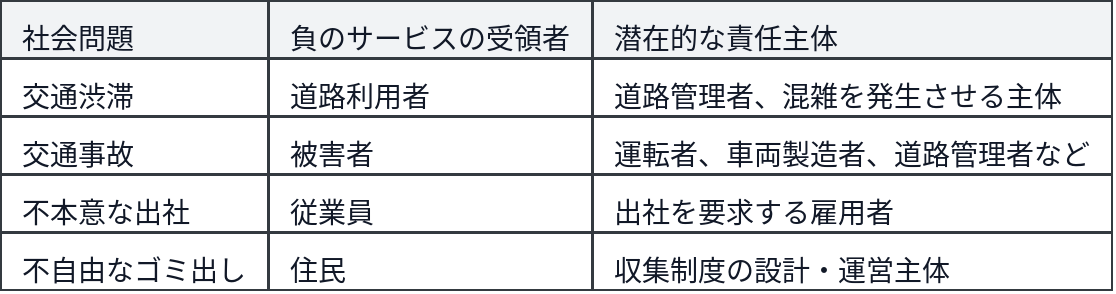 社会問題 負のサービスの受領者 潜在的な責任主体
交通渋滞 道路利用者 道路管理者、混雑を発生させる主体
交通事故 被害者 運転者、車両製造者、道路管理者など
不本意な出社 従業員 出社を要求する雇用者
不自由なゴミ出し 住民 収集制度の設計・運営主体